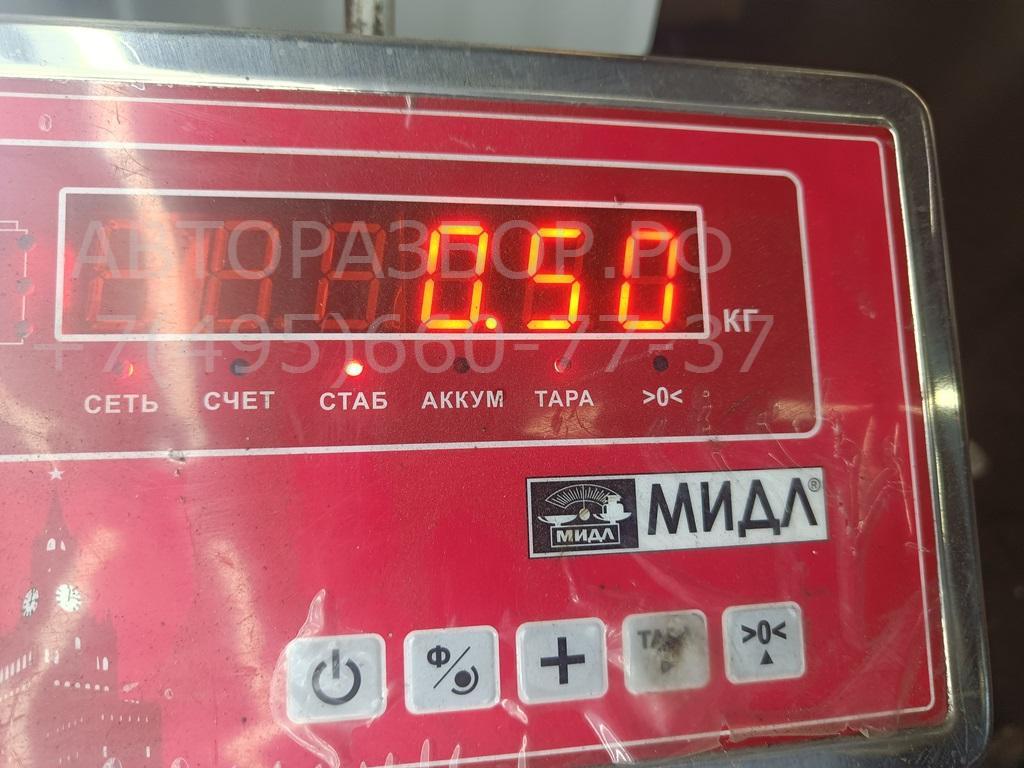 АВТОРАЗБОР.РФ
0.50
КГ
+7(495)660-77-37
СЕТЬ СЧЕТ СТАБ АККУМ ТАРА >0<
МИДЛ МИДЛ®
Ф >0<